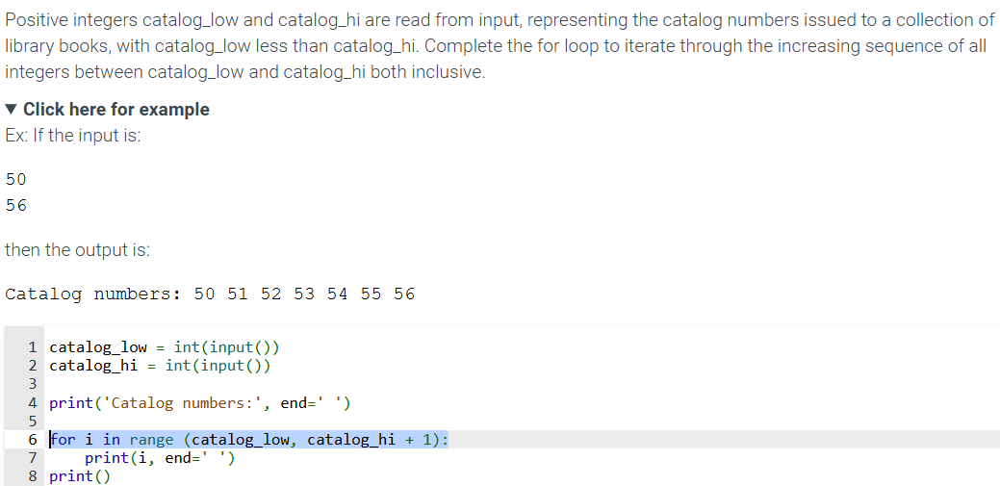 Positive integers catalog_low and catalog_hi are read from input, representing the catalog numbers issued to a collection of
library books, with catalog_low less than catalog_hi. Complete the for loop to iterate through the increasing sequence of all
integers between catalog_low and catalog_hi both inclusive.
▼ Click here for example
Ex: If the input is:
50
56
then the output is:
Catalog numbers: 50 51 52 53 54 55 56
1 catalog_low = int(input())
2 catalog_hi = int(input())
3
4 print('Catalog numbers:', end=' ')
5
6 for i in range (catalog_low, catalog_hi + 1):
7     print(i, end=' ')
8 print()